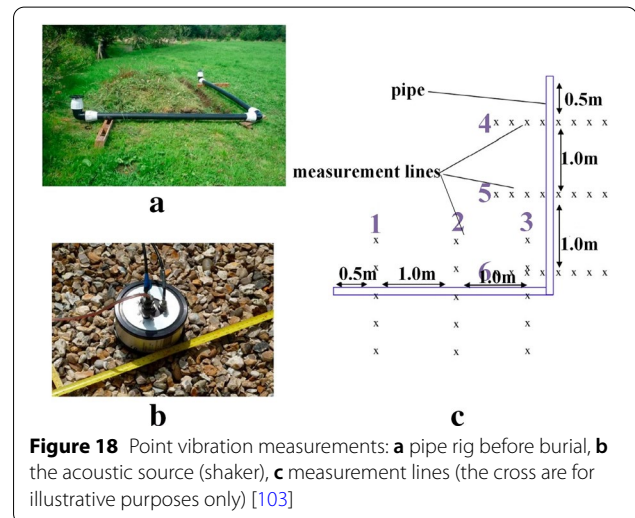 a
b
pipe
0.5m
4 x x x x x x x x
measurement lines
1.0m
5 x x x x x x x x
1 2 3
x x x
1.0m
x x 6 x x x x x x x x
0.5m 1.0m 1.0m
x x x
x x x
x x x
c
Figure 18 Point vibration measurements: a pipe rig before burial, b
the acoustic source (shaker), c measurement lines (the cross are for
illustrative purposes only) [103]